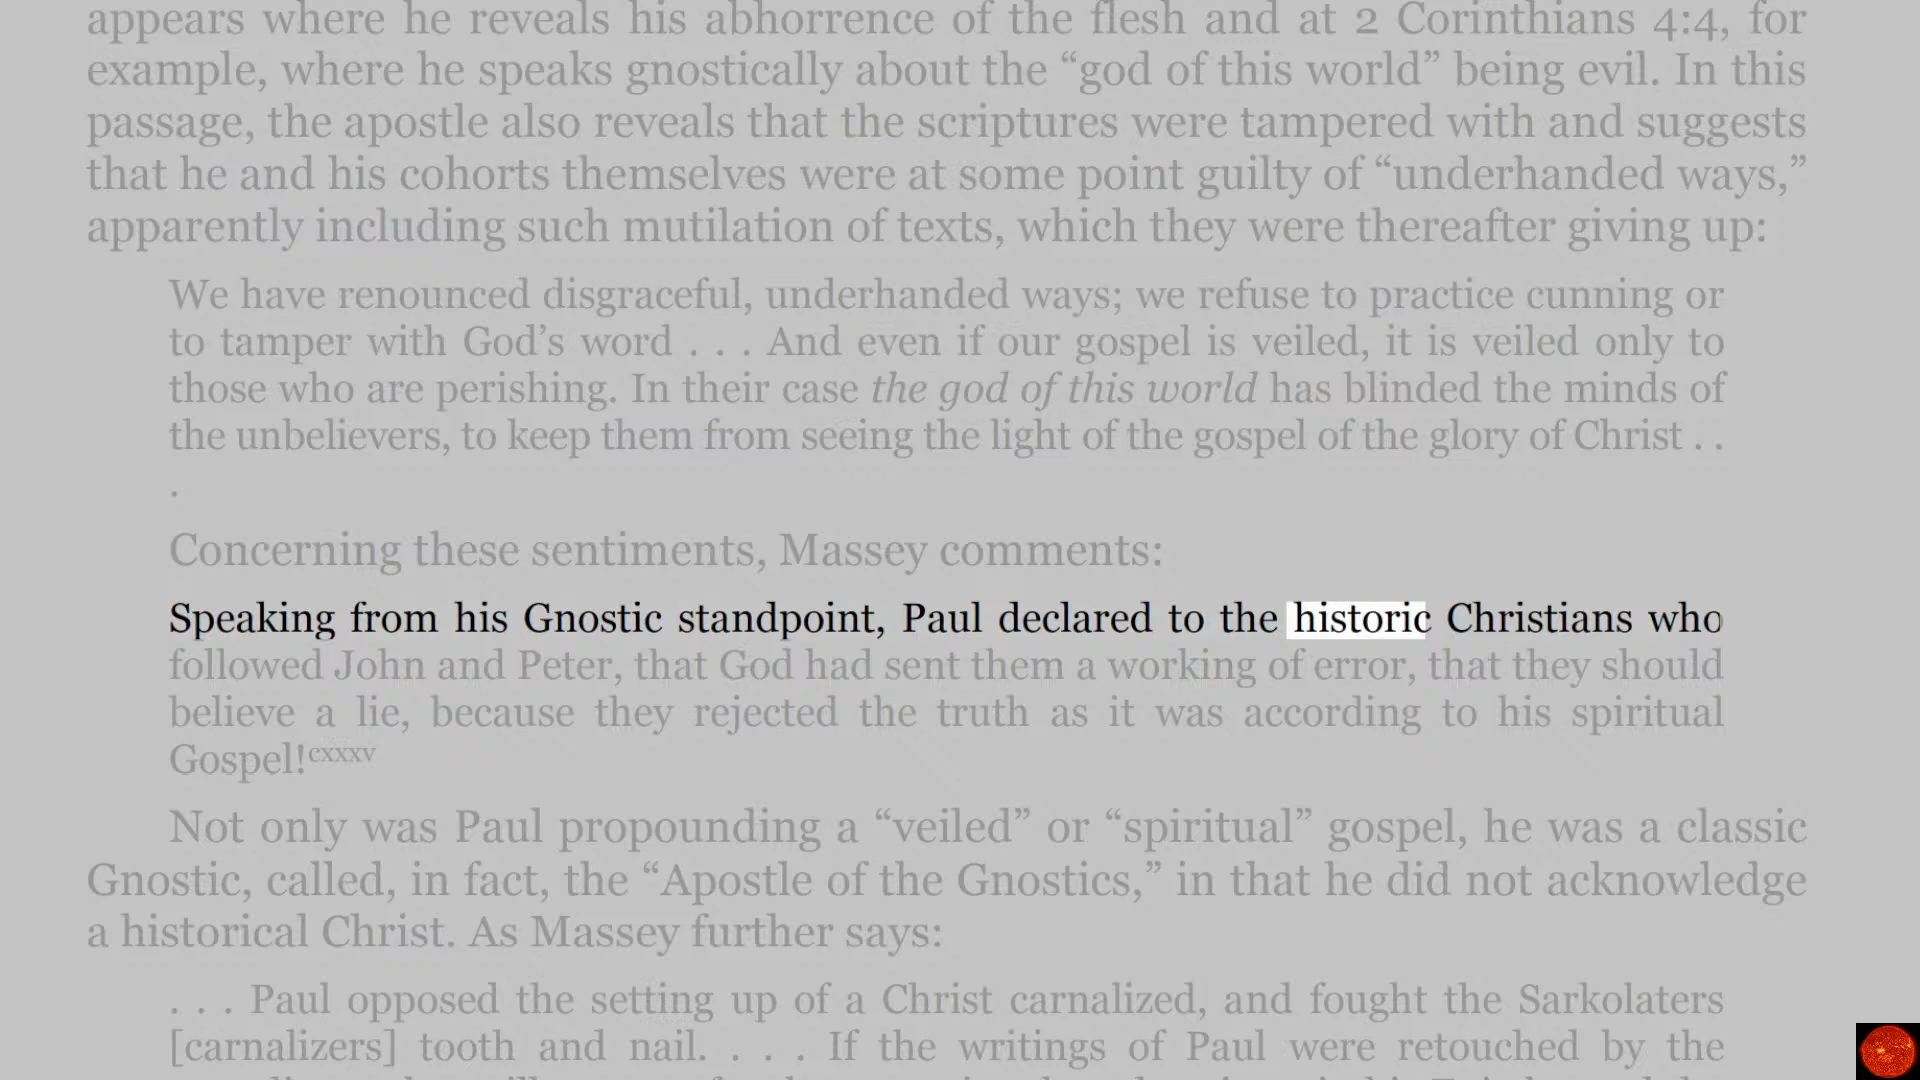 appears where he reveals his abhorrence of the flesh and at 2 Corinthians 4:4, for
example, where he speaks gnostically about the “god of this world” being evil. In this
passage, the apostle also reveals that the scriptures were tampered with and suggests
that he and his cohorts themselves were at some point guilty of “underhanded ways,”
apparently including such mutilation of texts, which they were thereafter giving up:
We have renounced disgraceful, underhanded ways; we refuse to practice cunning or
to tamper with God’s word . . . And even if our gospel is veiled, it is veiled only to
those who are perishing. In their case the god of this world has blinded the minds of
the unbelievers, to keep them from seeing the light of the gospel of the glory of Christ . .
.
Concerning these sentiments, Massey comments:
Speaking from his Gnostic standpoint, Paul declared to the historic Christians who
followed John and Peter, that God had sent them a working of error, that they should
believe a lie, because they rejected the truth as it was according to his spiritual
Gospel!cxxxv
Not only was Paul propounding a “veiled” or “spiritual” gospel, he was a classic
Gnostic, called, in fact, the “Apostle of the Gnostics,” in that he did not acknowledge
a historical Christ. As Massey further says:
. . . Paul opposed the setting up of a Christ carnalized, and fought the Sarkolaters
[carnalizers] tooth and nail. . . . If the writings of Paul were retouched by the